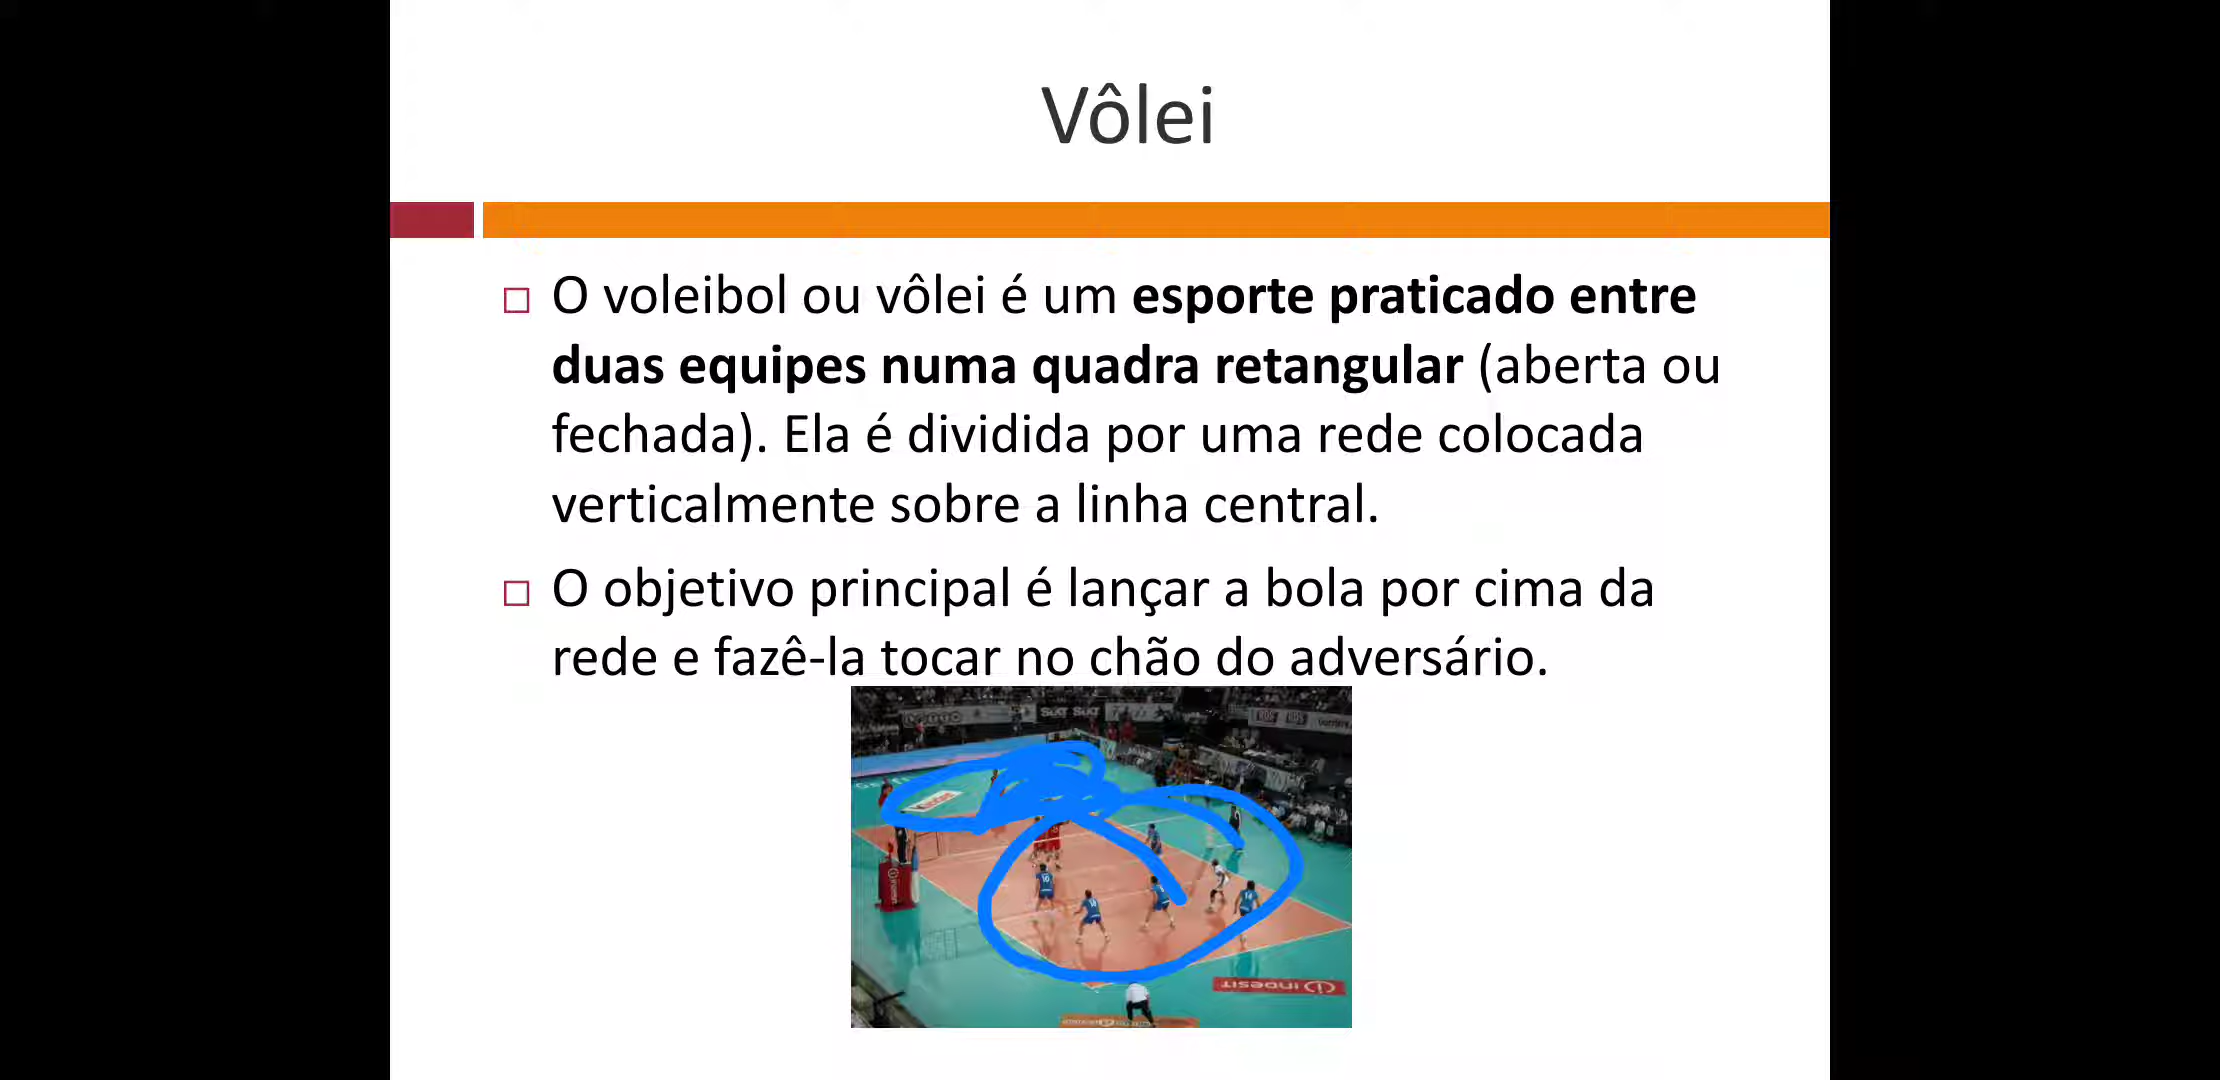 Vôlei
O voleibol ou vôlei é um esporte praticado entre
duas equipes numa quadra retangular (aberta ou
fechada). Ela é dividida por uma rede colocada
verticalmente sobre a linha central.
O objetivo principal é lançar a bola por cima da
rede e fazê-la tocar no chão do adversário.
INDESIT